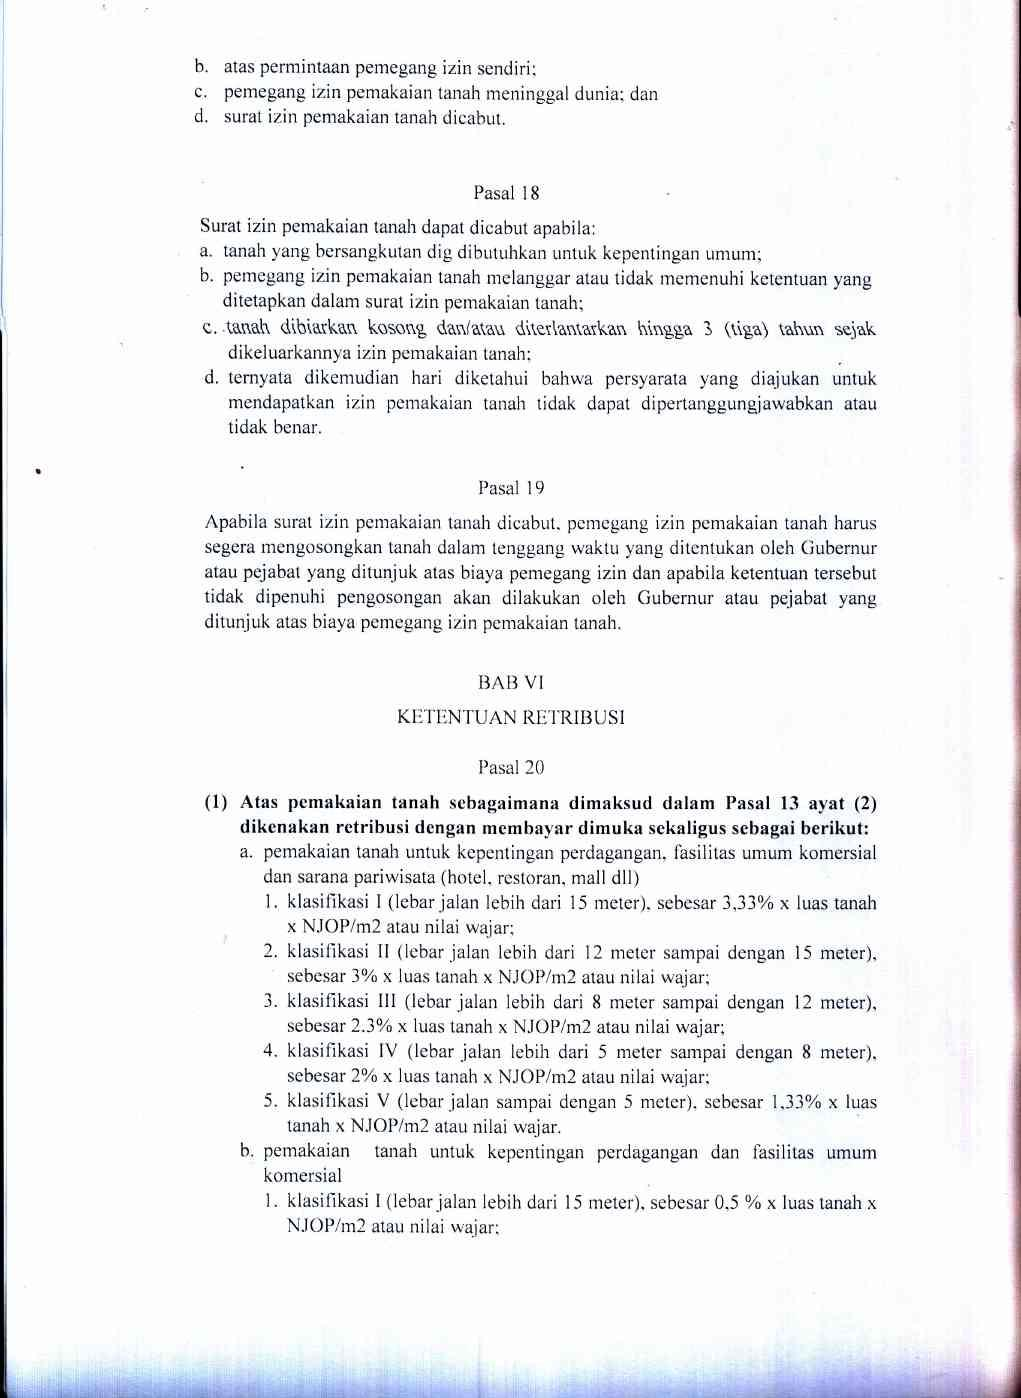 b. atas permintaan pemegang izin sendiri;
c. pemegang izin pemakaian tanah meninggal dunia; dan
d. surat izin pemakaian tanah dicabut.
Pasal 18
Surat izin pemakaian tanah dapat dicabut apabila:
a. tanah yang bersangkutan dig dibutuhkan untuk kepentingan umum;
b. pemegang izin pemakaian tanah melanggar atau tidak memenuhi ketentuan yang
ditetapkan dalam surat izin pemakaian tanah;
c. tanah dibiarkan kosong dan/atau diterlantarkan hingga 3 (tiga) tahun sejak
dikeluarkannya izin pemakaian tanah;
d. ternyata dikemudian hari diketahui bahwa persyarata yang diajukan untuk
mendapatkan izin pemakaian tanah tidak dapat dipertanggungjawabkan atau
tidak benar.
Pasal 19
Apabila surat izin pemakaian tanah dicabut, pemegang izin pemakaian tanah harus
segera mengosongkan tanah dalam tenggang waktu yang ditentukan oleh Gubernur
atau pejabat yang ditunjuk atas biaya pemegang izin dan apabila ketentuan tersebut
tidak dipenuhi pengosongan akan dilakukan oleh Gubernur atau pejabat yang
ditunjuk atas biaya pemegang izin pemakaian tanah.
BAB VI
KETENTUAN RETRIBUSI
Pasal 20
(1) Atas pemakaian tanah sebagaimana dimaksud dalam Pasal 13 ayat (2)
dikenakan retribusi dengan membayar dimuka sekaligus sebagai berikut:
a. pemakaian tanah untuk kepentingan perdagangan, fasilitas umum komersial
dan sarana pariwisata (hotel, restoran, mall dll)
1. klasifikasi I (lebar jalan lebih dari 15 meter), sebesar 3,33% x luas tanah
x NJOP/m2 atau nilai wajar;
2. klasifikasi II (lebar jalan lebih dari 12 meter sampai dengan 15 meter),
sebesar 3% x luas tanah x NJOP/m2 atau nilai wajar;
3. klasifikasi III (lebar jalan lebih dari 8 meter sampai dengan 12 meter),
sebesar 2.3% x luas tanah x NJOP/m2 atau nilai wajar;
4. klasifikasi IV (lebar jalan lebih dari 5 meter sampai dengan 8 meter),
sebesar 2% x luas tanah x NJOP/m2 atau nilai wajar;
5. klasifikasi V (lebar jalan sampai dengan 5 meter), sebesar 1,33% x luas
tanah x NJOP/m2 atau nilai wajar.
b. pemakaian tanah untuk kepentingan perdagangan dan fasilitas umum
komersial
1. klasifikasi I (lebar jalan lebih dari 15 meter), sebesar 0,5 % x luas tanah x
NJOP/m2 atau nilai wajar;